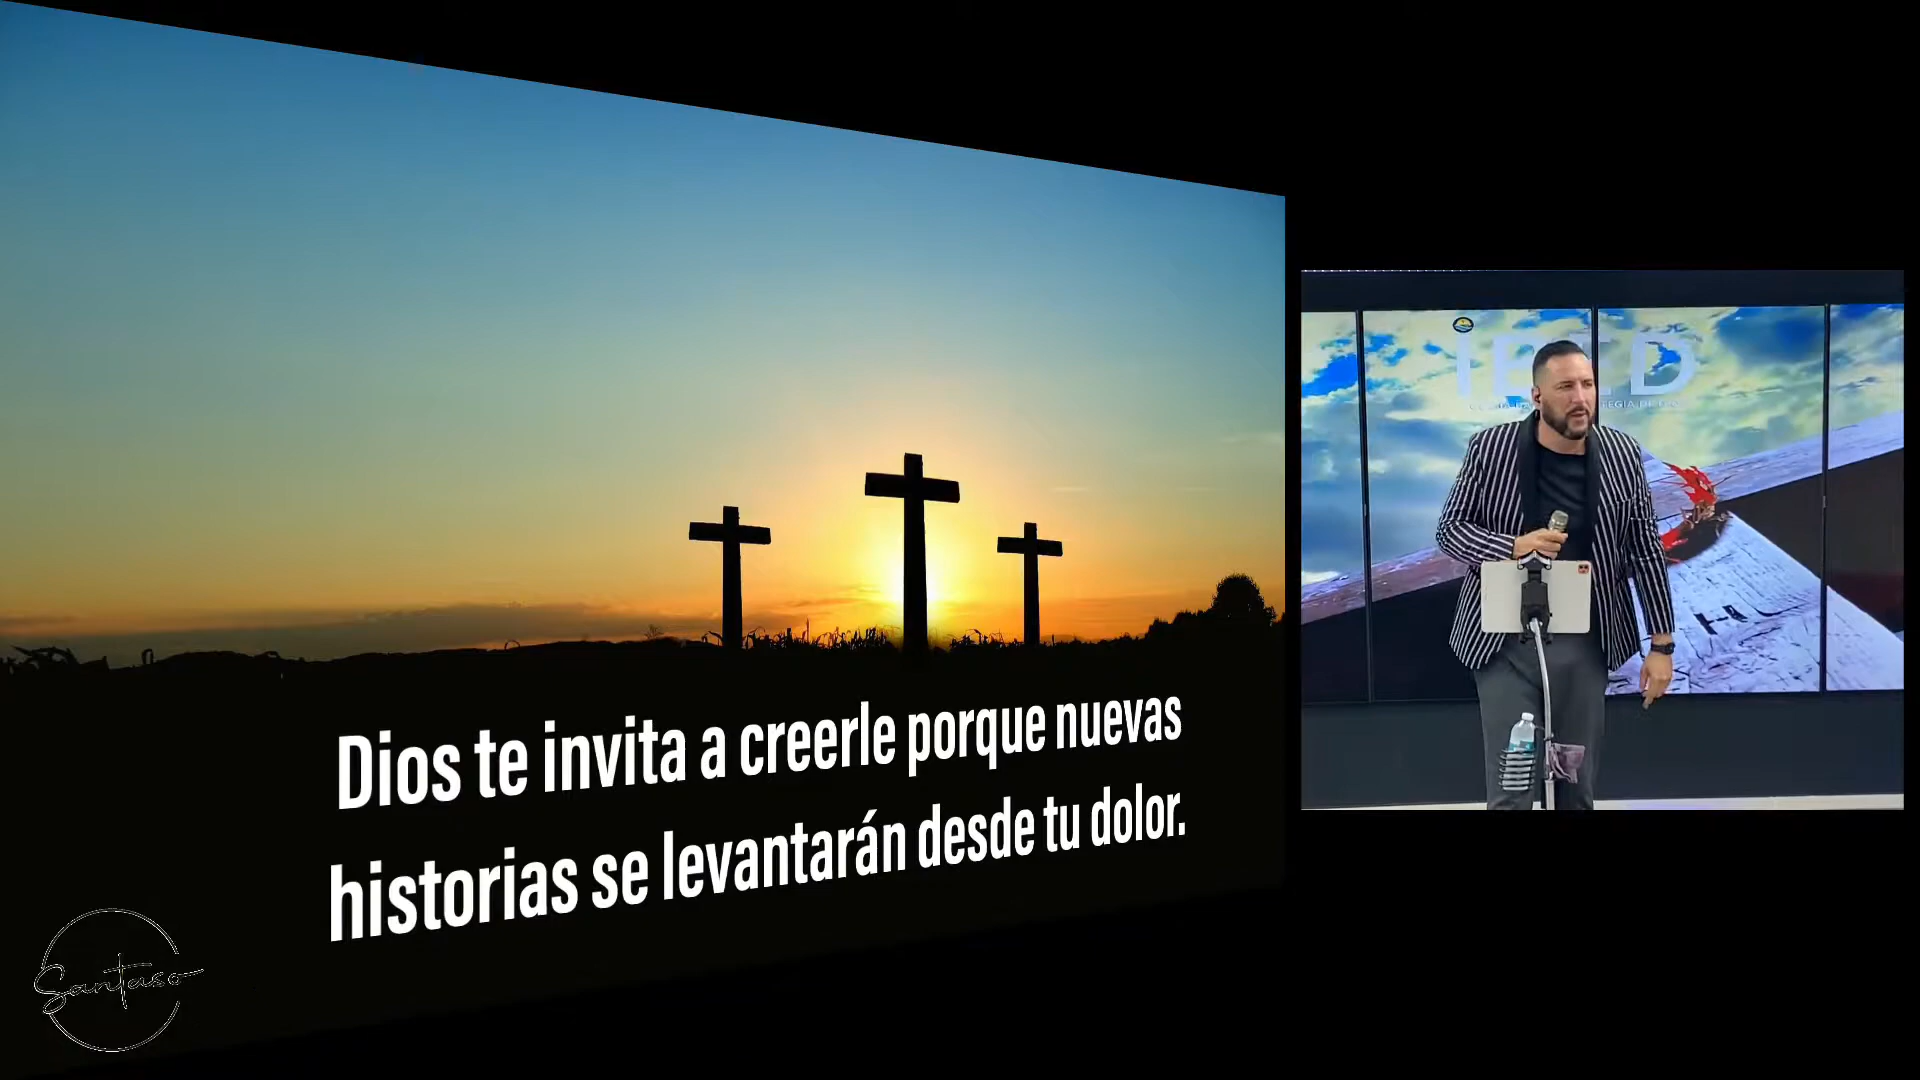 Dios te invita a creerle porque nuevas
historias se levantarán desde tu dolor.
Santaso